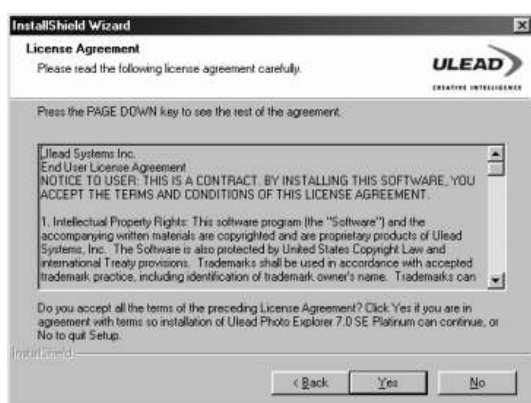 InstallShield Wizard
License Agreement
Please read the following license agreement carefully.
ULEAD
CREATIVE INTELLIGENCE
Press the PAGE DOWN key to see the rest of the agreement.
Ulead Systems Inc.
End User License Agreement
NOTICE TO USER: THIS IS A CONTRACT. BY INSTALLING THIS SOFTWARE, YOU
ACCEPT THE TERMS AND CONDITIONS OF THIS LICENSE AGREEMENT.
1. Intellectual Property Rights: This software program (the "Software") and the
accompanying written materials are copyrighted and are proprietary products of Ulead
Systems, Inc. The Software is also protected by United States Copyright Law and
international Treaty provisions. Trademarks shall be used in accordance with accepted
trademark practice, including identification of trademark owner's name. Trademarks can
Do you accept all the terms of the preceding License Agreement? Click Yes if you are in
agreement with terms so installation of Ulead Photo Explorer 7.0 SE Platinum can continue, or
No to quit Setup.
InstallShield
< Back
Yes
No